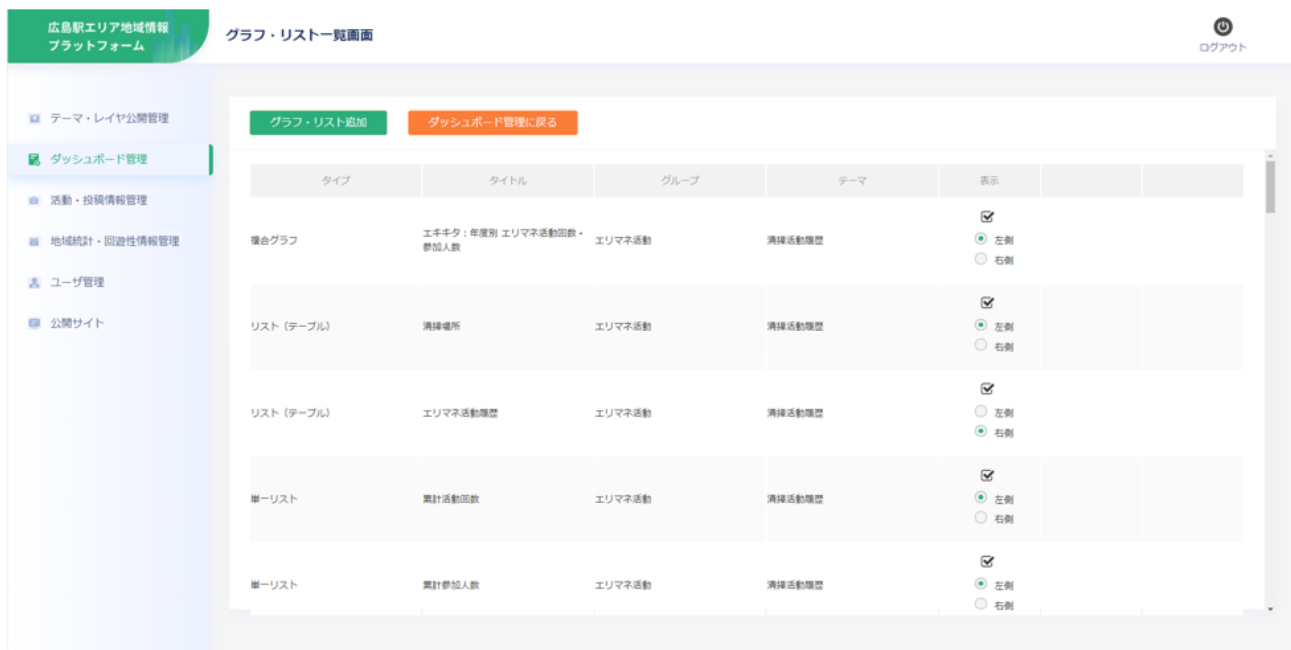 広島駅エリア地域情報
プラットフォーム
グラフ・リスト一覧画面
ログアウト
テーマ・レイヤ公開管理
ダッシュボード管理
活動・投稿情報管理
地域統計・回遊性情報管理
ユーザ管理
公開サイト
グラフ・リスト追加
ダッシュボード管理に戻る
タイプ
タイトル
グループ
テーマ
表示
複合グラフ
エキキタ：年度別 エリマネ活動回数・
参加人数
エリマネ活動
清掃活動履歴
左側
右側
リスト（テーブル）
清掃場所
エリマネ活動
清掃活動履歴
左側
右側
リスト（テーブル）
エリマネ活動履歴
エリマネ活動
清掃活動履歴
左側
右側
単一リスト
累計活動回数
エリマネ活動
清掃活動履歴
左側
右側
単一リスト
累計参加人数
エリマネ活動
清掃活動履歴
左側
右側